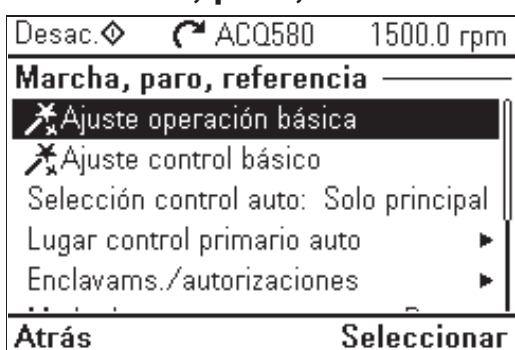 Desac. ACQ580 1500.0 rpm
Marcha, paro, referencia
Ajuste operación básica
Ajuste control básico
Selección control auto: Solo principal
Lugar control primario auto
Enclavams./autorizaciones
Atrás Seleccionar